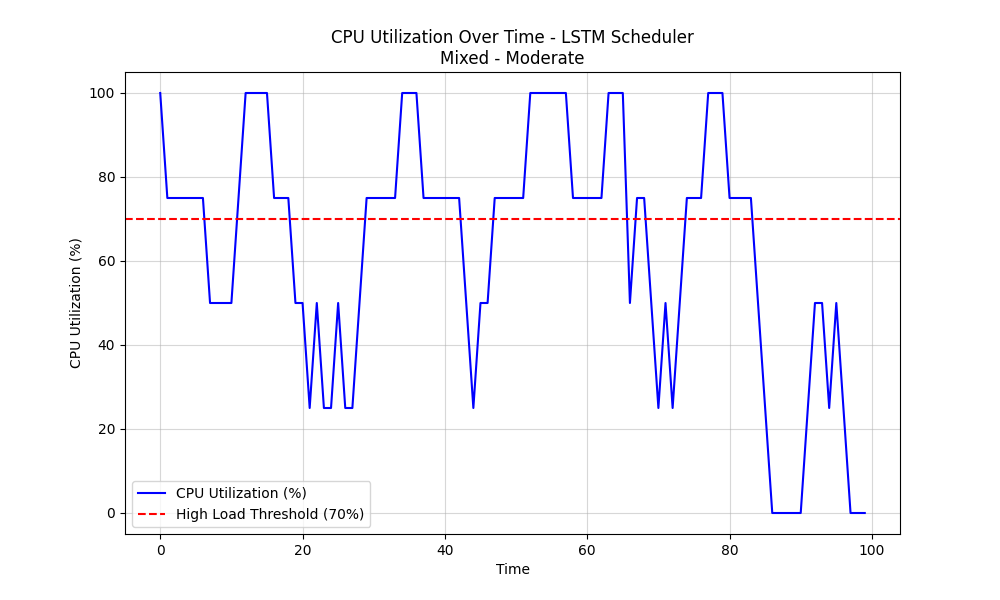 CPU Utilization Over Time - LSTM Scheduler
Mixed - Moderate
CPU Utilization (%)
100
80
60
40
20
0
CPU Utilization (%)
High Load Threshold (70%)
0 20 40 60 80 100
Time